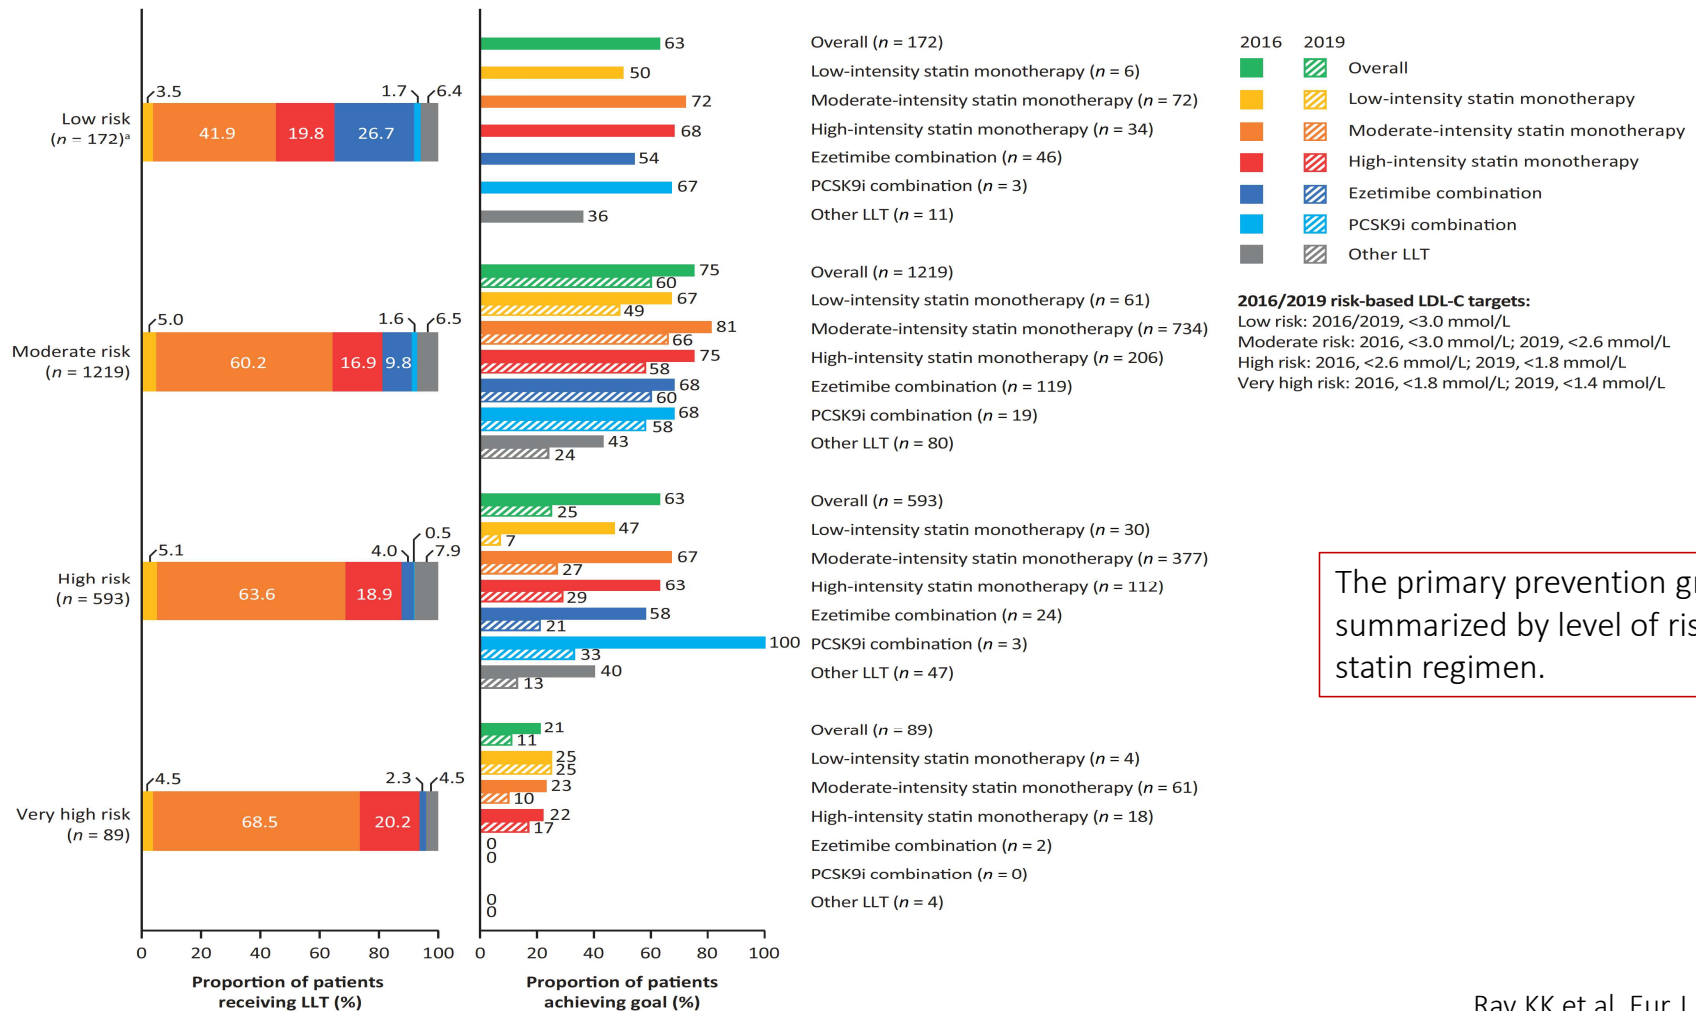 3.5
1.7
6.4
Low risk
(n = 172)ᵃ
41.9
19.8
26.7
63
50
72
68
54
67
36
Overall (n = 172)
Low-intensity statin monotherapy (n = 6)
Moderate-intensity statin monotherapy (n = 72)
High-intensity statin monotherapy (n = 34)
Ezetimibe combination (n = 46)
PCSK9i combination (n = 3)
Other LLT (n = 11)
5.0
1.6
6.5
Moderate risk
(n = 1219)
60.2
16.9
9.8
75
60
67
49
81
66
75
58
68
60
68
58
43
24
Overall (n = 1219)
Low-intensity statin monotherapy (n = 61)
Moderate-intensity statin monotherapy (n = 734)
High-intensity statin monotherapy (n = 206)
Ezetimibe combination (n = 119)
PCSK9i combination (n = 19)
Other LLT (n = 80)
5.1
4.0
0.5
7.9
High risk
(n = 593)
63.6
18.9
63
25
47
7
67
27
63
29
58
21
100
33
40
13
Overall (n = 593)
Low-intensity statin monotherapy (n = 30)
Moderate-intensity statin monotherapy (n = 377)
High-intensity statin monotherapy (n = 112)
Ezetimibe combination (n = 24)
PCSK9i combination (n = 3)
Other LLT (n = 47)
4.5
2.3
4.5
Very high risk
(n = 89)
68.5
20.2
21
11
25
25
23
10
22
17
0
0
0
0
Overall (n = 89)
Low-intensity statin monotherapy (n = 4)
Moderate-intensity statin monotherapy (n = 61)
High-intensity statin monotherapy (n = 18)
Ezetimibe combination (n = 2)
PCSK9i combination (n = 0)
Other LLT (n = 4)
0 20 40 60 80 100
Proportion of patients
receiving LLT (%)
0 20 40 60 80 100
Proportion of patients
achieving goal (%)
2016 2019
Overall
Low-intensity statin monotherapy
Moderate-intensity statin monotherapy
High-intensity statin monotherapy
Ezetimibe combination
PCSK9i combination
Other LLT
2016/2019 risk-based LDL-C targets:
Low risk: 2016/2019, <3.0 mmol/L
Moderate risk: 2016, <3.0 mmol/L; 2019, <2.6 mmol/L
High risk: 2016, <2.6 mmol/L; 2019, <1.8 mmol/L
Very high risk: 2016, <1.8 mmol/L; 2019, <1.4 mmol/L
The primary prevention
summarized by level of
statin regimen.
Ray KK et al. Eur J